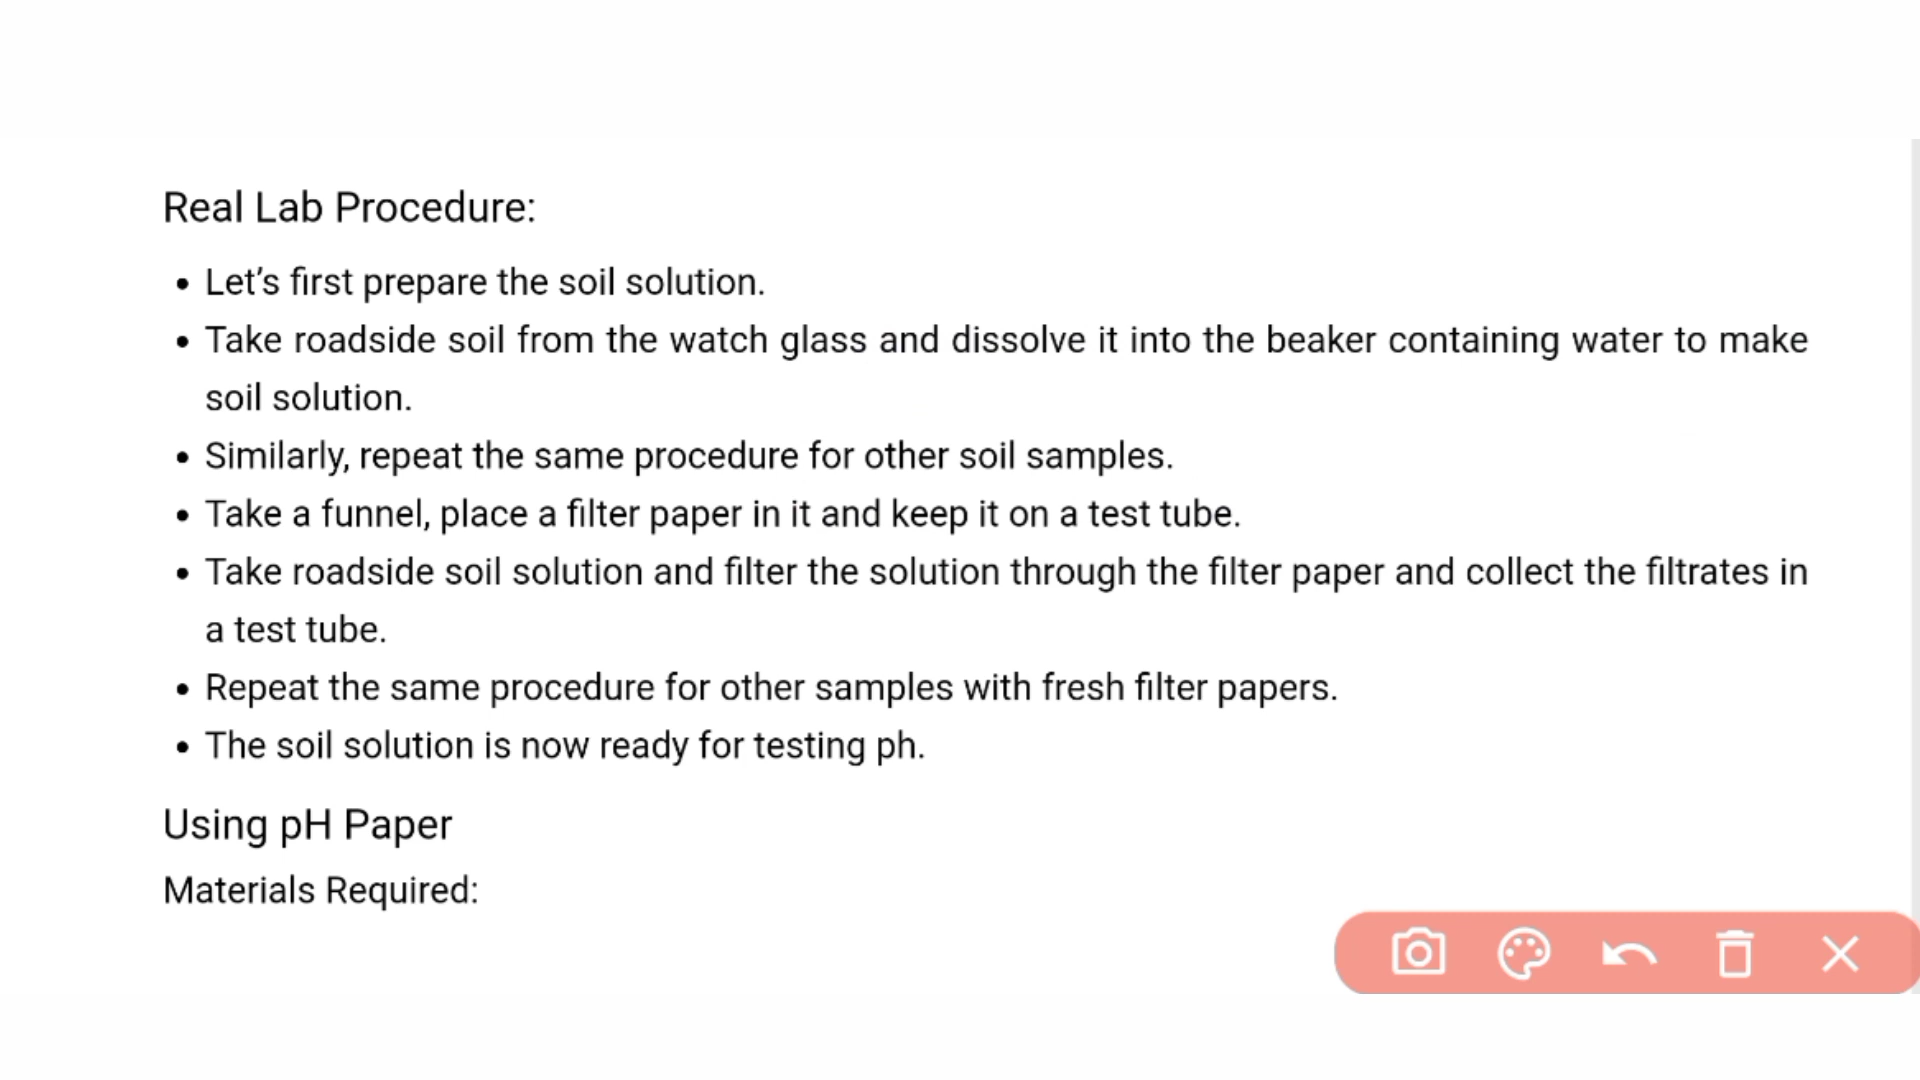 Real Lab Procedure:
• Let’s first prepare the soil solution.
• Take roadside soil from the watch glass and dissolve it into the beaker containing water to make
soil solution.
• Similarly, repeat the same procedure for other soil samples.
• Take a funnel, place a filter paper in it and keep it on a test tube.
• Take roadside soil solution and filter the solution through the filter paper and collect the filtrates in
a test tube.
• Repeat the same procedure for other samples with fresh filter papers.
• The soil solution is now ready for testing ph.
Using pH Paper
Materials Required: